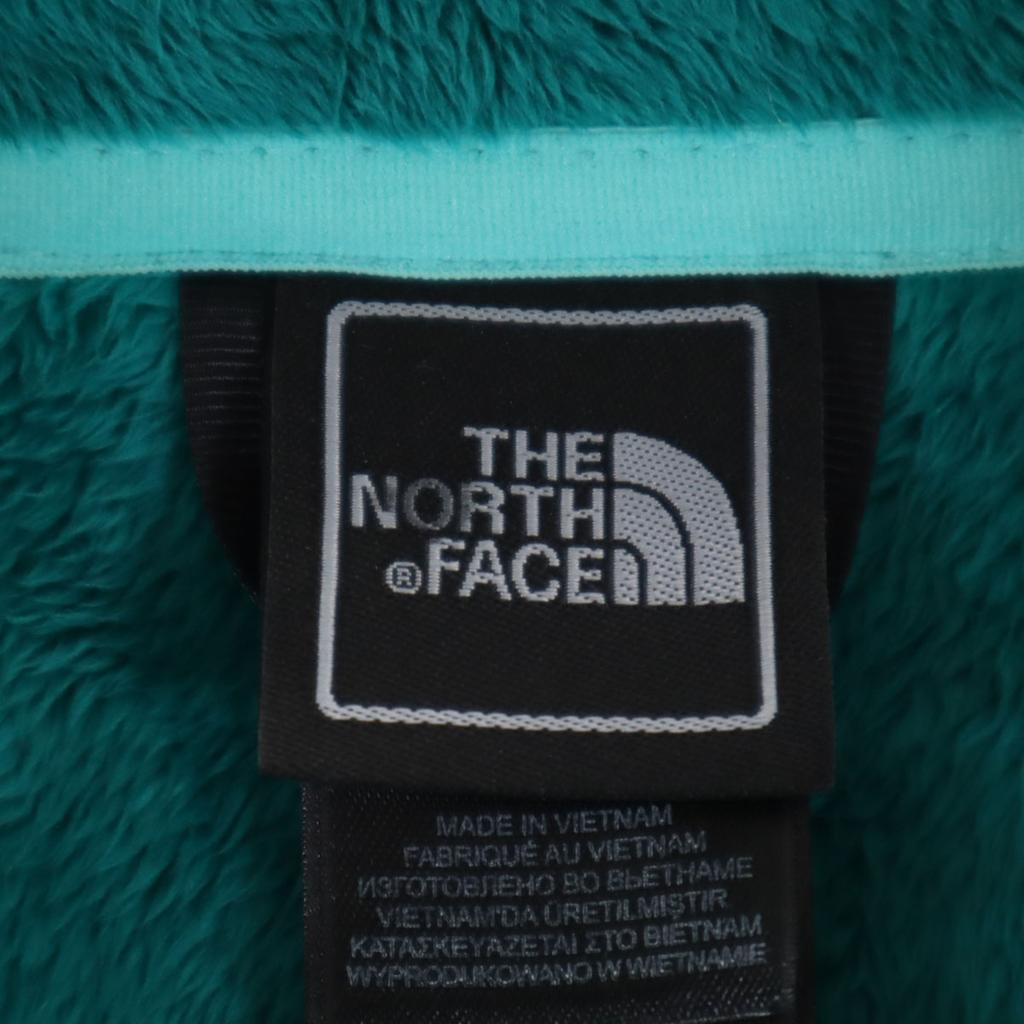 THE
NORTH
®FACE
MADE IN VIETNAM
FABRIQUÉ AU VIETNAM
ИЗГОТОВЛЕНО ВО ВЬЕТНАМЕ
VIETNAM'DA ÜRETILMIŞTIR
ΚΑΤΑΣΚΕΥΑΖΕΤΑΙ ΣΤΟ ΒΙΕΤΝΑΜ
WYPRODUKOWANO W WIETNAMIE